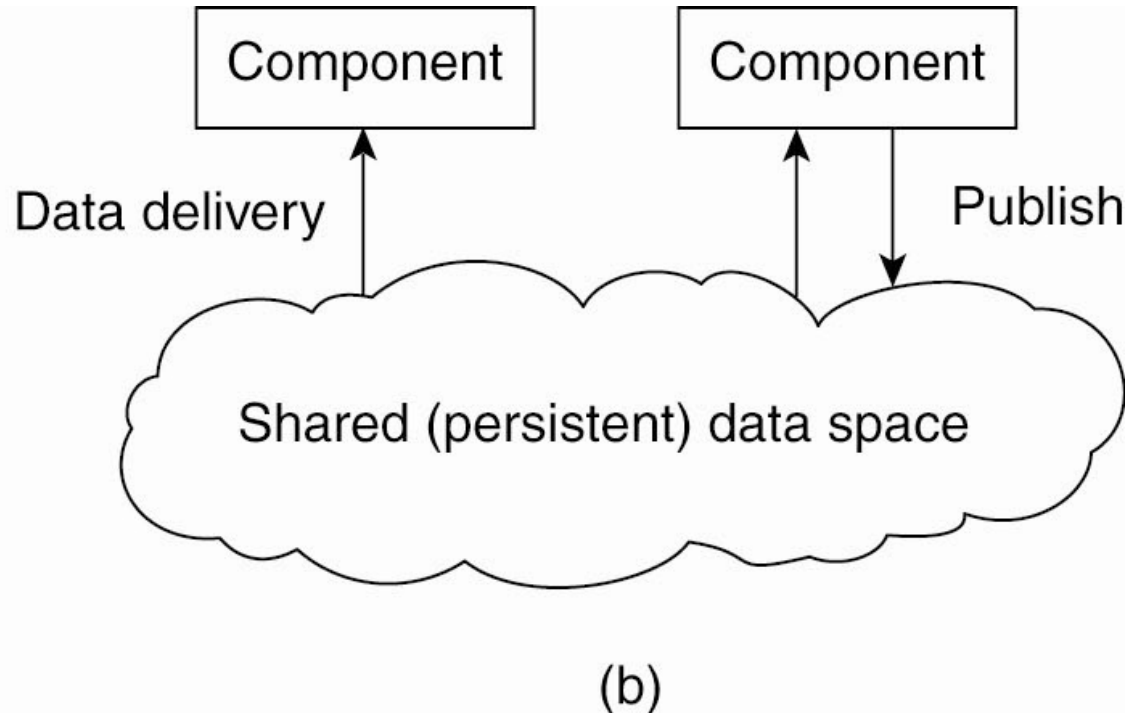 Component
Component
Data delivery
Publish
Shared (persistent) data space
(b)